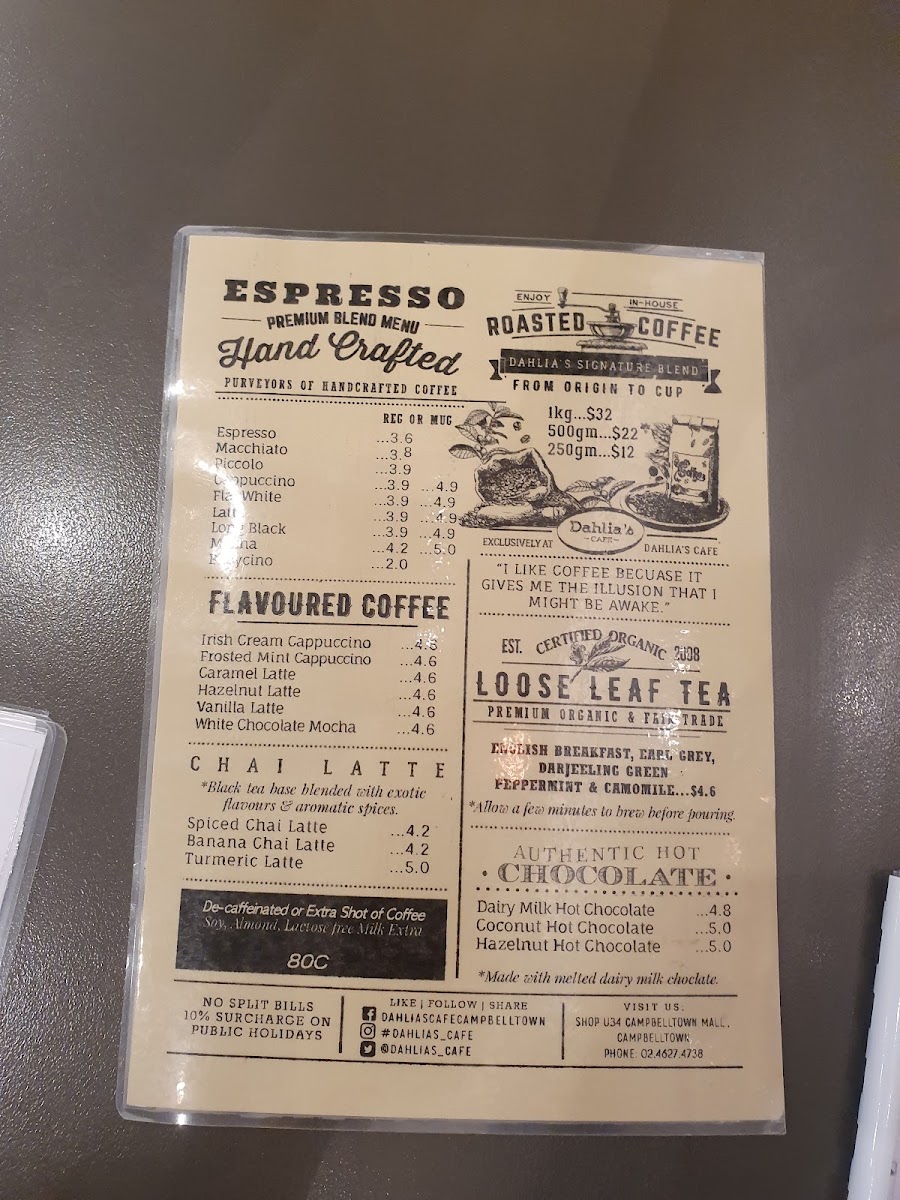 ESPRESSO
PREMIUM BLEND MENU
Hand Crafted
PURVEYORS OF HANDCRAFTED COFFEE
REG OR MUG
Espresso ...3.6
Macchiato ...3.8
Piccolo ...3.9
Cappuccino ...3.9 ...4.9
Flat White ...3.9 ...4.9
Latte ...3.9 ...4.9
Long Black ...3.9 ...4.9
Mocha ...4.2 ...5.0
...2.0
FLAVOURED COFFEE
Irish Cream Cappuccino ...4.6
Frosted Mint Cappuccino ...4.6
Caramel Latte ...4.6
Hazelnut Latte ...4.6
Vanilla Latte ...4.6
White Chocolate Mocha ...4.6
CHAI LATTE
*Black tea base blended with exotic
flavours & aromatic spices.
Spiced Chai Latte ...4.2
Banana Chai Latte ...4.2
Turmeric Latte ...5.0
De-caffeinated or Extra Shot of Coffee
Soy, Almond, Lactose free Milk Extra
80C
ENJOY IN-HOUSE
ROASTED COFFEE
DAHLIA'S SIGNATURE BLEND
FROM ORIGIN TO CUP
1kg...$32
500gm...$22
250gm...$12
EXCLUSIVELY AT Dahlia's CAFE DAHLIA'S CAFE
"I LIKE COFFEE BECUASE IT
GIVES ME THE ILLUSION THAT I
MIGHT BE AWAKE."
EST. CERTIFIED ORGANIC 2008
LOOSE LEAF TEA
PREMIUM ORGANIC & FAIR TRADE
ENGLISH BREAKFAST, EARL GREY,
DARJEELING GREEN
PEPPERMINT & CAMOMILE...$4.6
*Allow a few minutes to brew before pouring.
AUTHENTIC HOT
CHOCOLATE
Dairy Milk Hot Chocolate ...4.8
Coconut Hot Chocolate ...5.0
Hazelnut Hot Chocolate ...5.0
*Made with melted dairy milk choclate.
NO SPLIT BILLS
10% SURCHARGE ON
PUBLIC HOLIDAYS
LIKE | FOLLOW | SHARE
DAHLIASCAFECAMPBELLTOWN
#DAHLIAS_CAFE
@DAHLIAS_CAFE
VISIT US:
SHOP U34 CAMPBELLTOWN MALL,
CAMPBELLTOWN
PHONE: 02.4627.4738